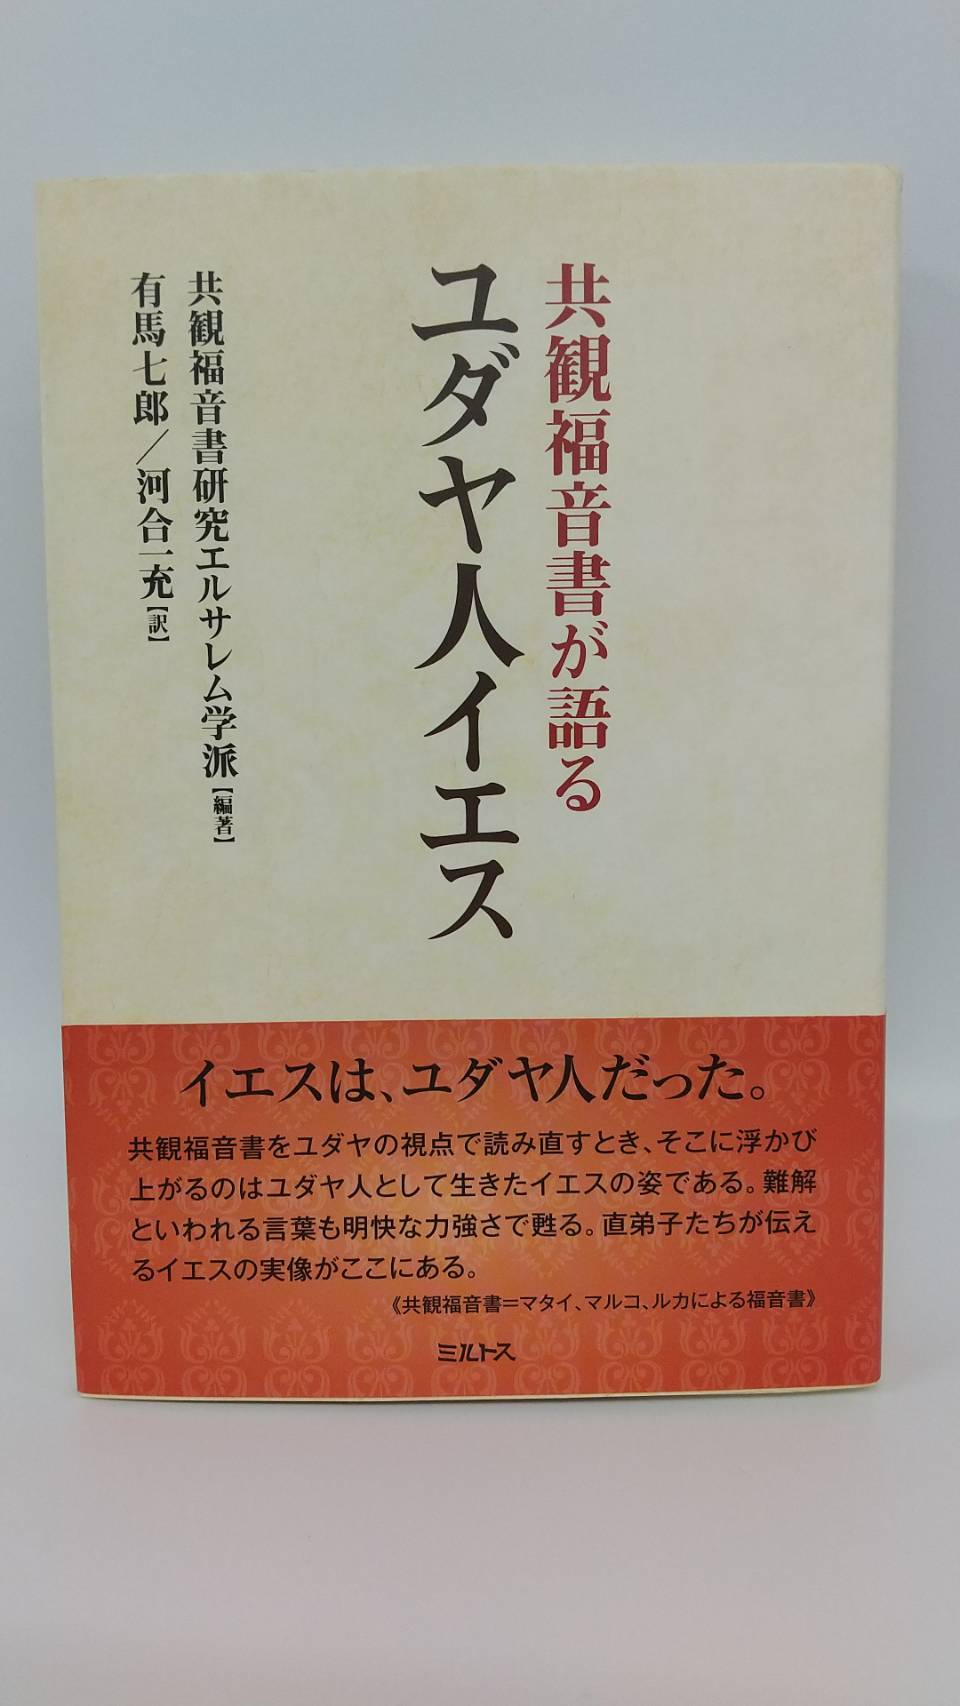 共観福音書が語る
ユダヤ人イエス
共観福音書研究エルサレム学派【編著】
有馬七郎／河合一充【訳】
イエスは、ユダヤ人だった。
共観福音書をユダヤの視点で読み直すとき、そこに浮かび
上がるのはユダヤ人として生きたイエスの姿である。難解
といわれる言葉も明快な力強さで甦る。直弟子たちが伝え
るイエスの実像がここにある。
《共観福音書＝マタイ、マルコ、ルカによる福音書》
ミルトス